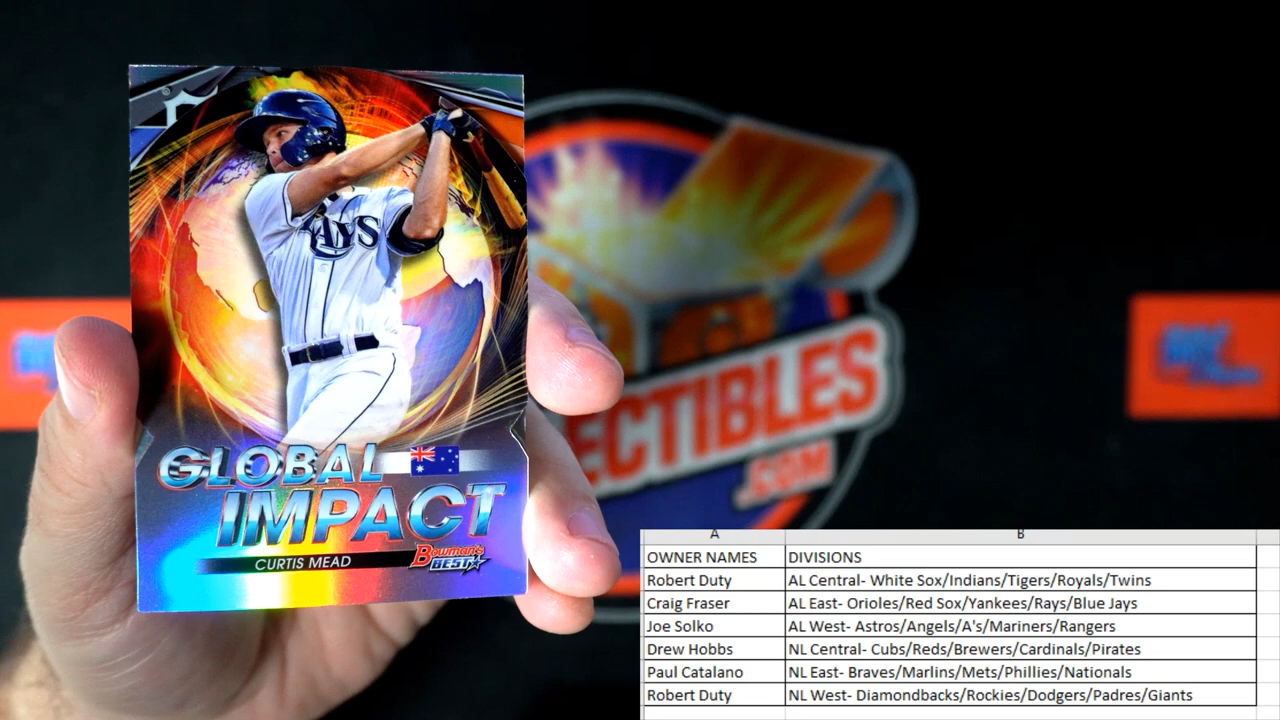 RAYS
GLOBAL
IMPACT
CURTIS MEAD
Bowman's
BEST
ECTIBLES
.COM
A B
OWNER NAMES DIVISIONS
Robert Duty AL Central- White Sox/Indians/Tigers/Royals/Twins
Craig Fraser AL East- Orioles/Red Sox/Yankees/Rays/Blue Jays
Joe Solko AL West- Astros/Angels/A's/Mariners/Rangers
Drew Hobbs NL Central- Cubs/Reds/Brewers/Cardinals/Pirates
Paul Catalano NL East- Braves/Marlins/Mets/Phillies/Nationals
Robert Duty NL West- Diamondbacks/Rockies/Dodgers/Padres/Giants